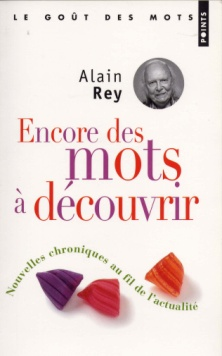 LE GOÛT DES MOTS
POINTS
Alain
Rey
Encore des
mots
à découvrir
Nouvelles chroniques au fil de l'actualité